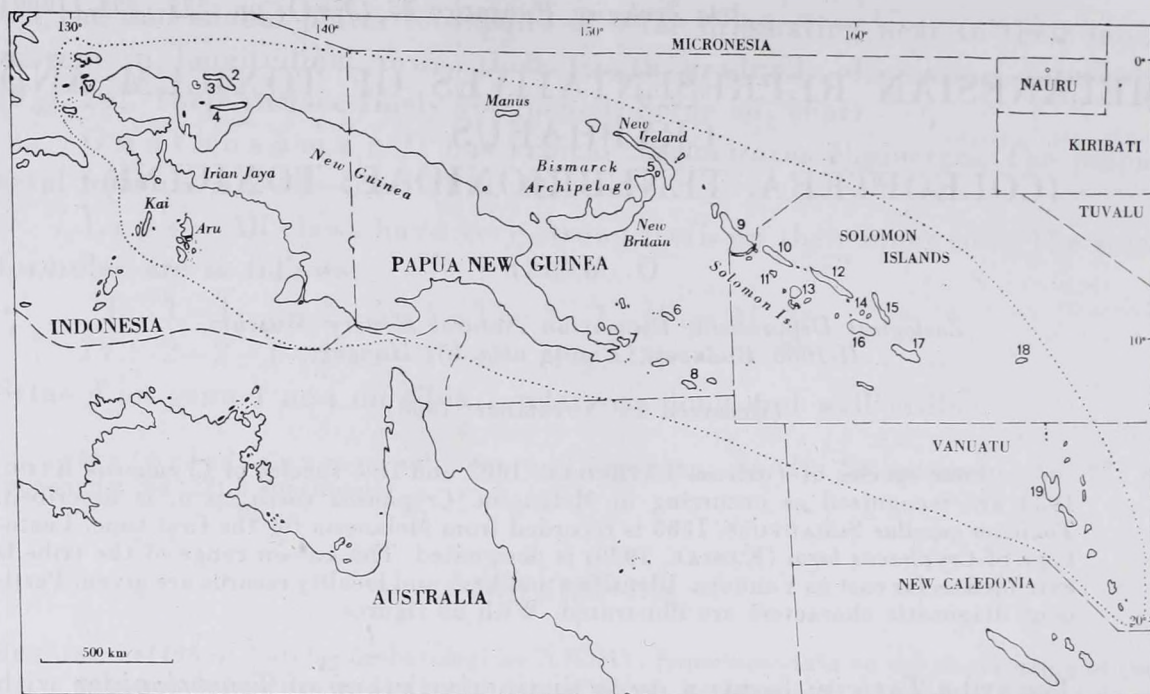 130°
140°
150°
160°
MICRONESIA
0°
NAURU
KIRIBATI
TUVALU
2
3
4
Manus
New
Ireland
5
Bismarck
Archipelago
New
Guinea
Irian Jaya
Kai
Aru
New
Britain
9
10
SOLOMON
ISLANDS
PAPUA NEW GUINEA
Solomon Is.
11
12
13
14
15
6
INDONESIA
7
16
17
18
10°
8
VANUATU
19
NEW CALEDONIA
AUSTRALIA
20°
500 km